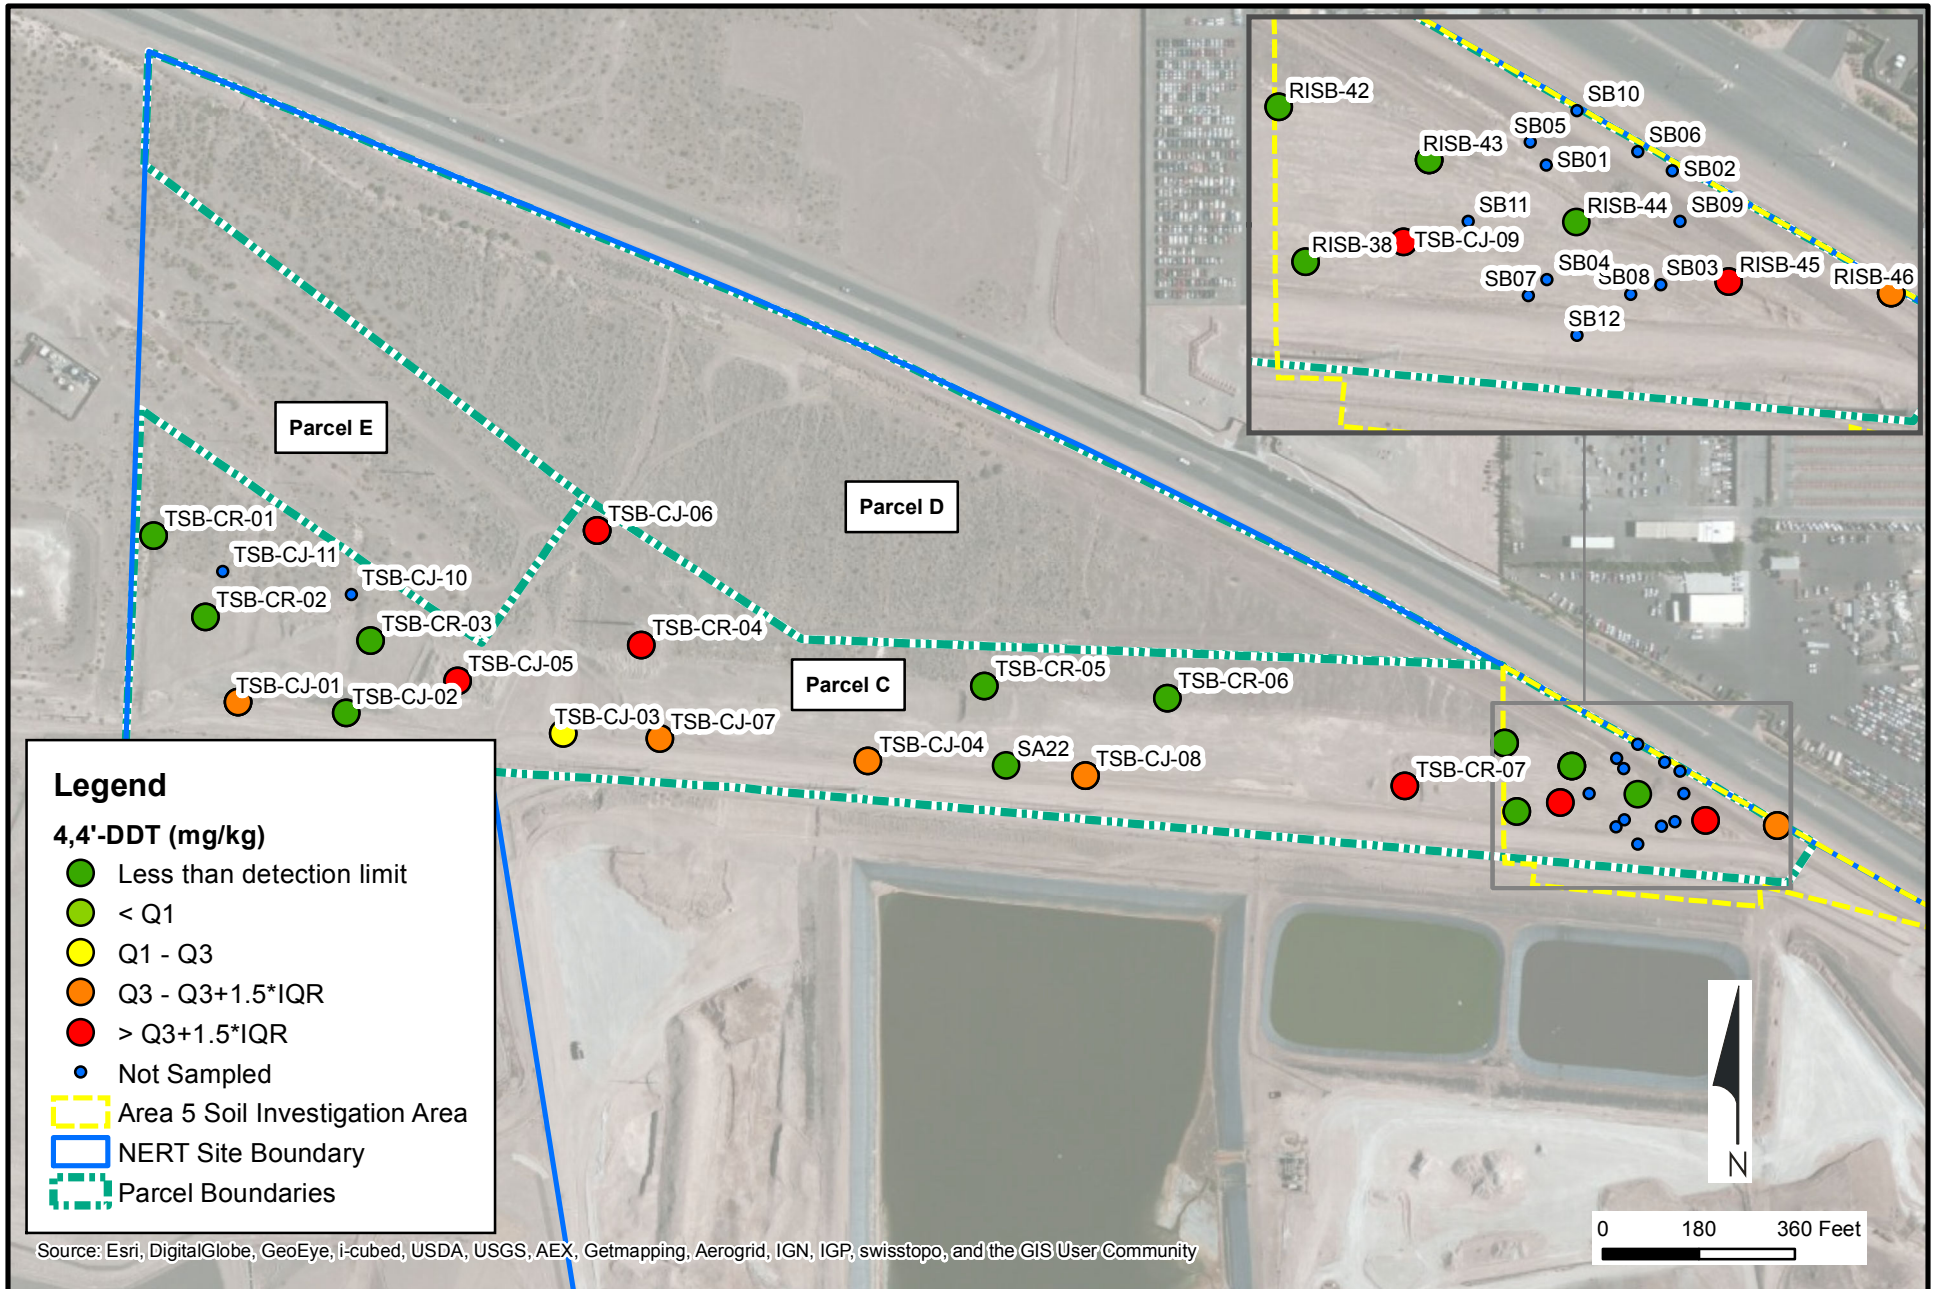 RISB-42
SB10
SB05
SB06
RISB-43
SB01
SB02
SB11
RISB-44
SB09
RISB-38
TSB-CJ-09
SB04
SB03
RISB-45
SB07
SB08
RISB-46
SB12
Parcel E
Parcel D
TSB-CR-01
TSB-CJ-06
TSB-CJ-11
TSB-CJ-10
TSB-CR-02
TSB-CR-03
TSB-CR-04
TSB-CJ-05
TSB-CR-05
TSB-CR-06
Parcel C
TSB-CJ-01
TSB-CJ-02
TSB-CJ-03
TSB-CJ-07
TSB-CJ-04
SA22
TSB-CJ-08
TSB-CR-07
Legend
4,4'-DDT (mg/kg)
Less than detection limit
< Q1
Q1 - Q3
Q3 - Q3+1.5*IQR
> Q3+1.5*IQR
Not Sampled
Area 5 Soil Investigation Area
NERT Site Boundary
Parcel Boundaries
N
0 180 360 Feet
Source: Esri, DigitalGlobe, GeoEye, i-cubed, USDA, USGS, AEX, Getmapping, Aerogrid, IGN, IGP, swisstopo, and the GIS User Community